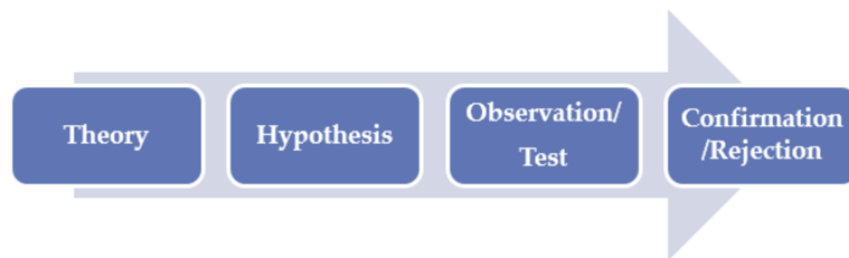 Theory
Hypothesis
Observation/
Test
Confirmation
/Rejection